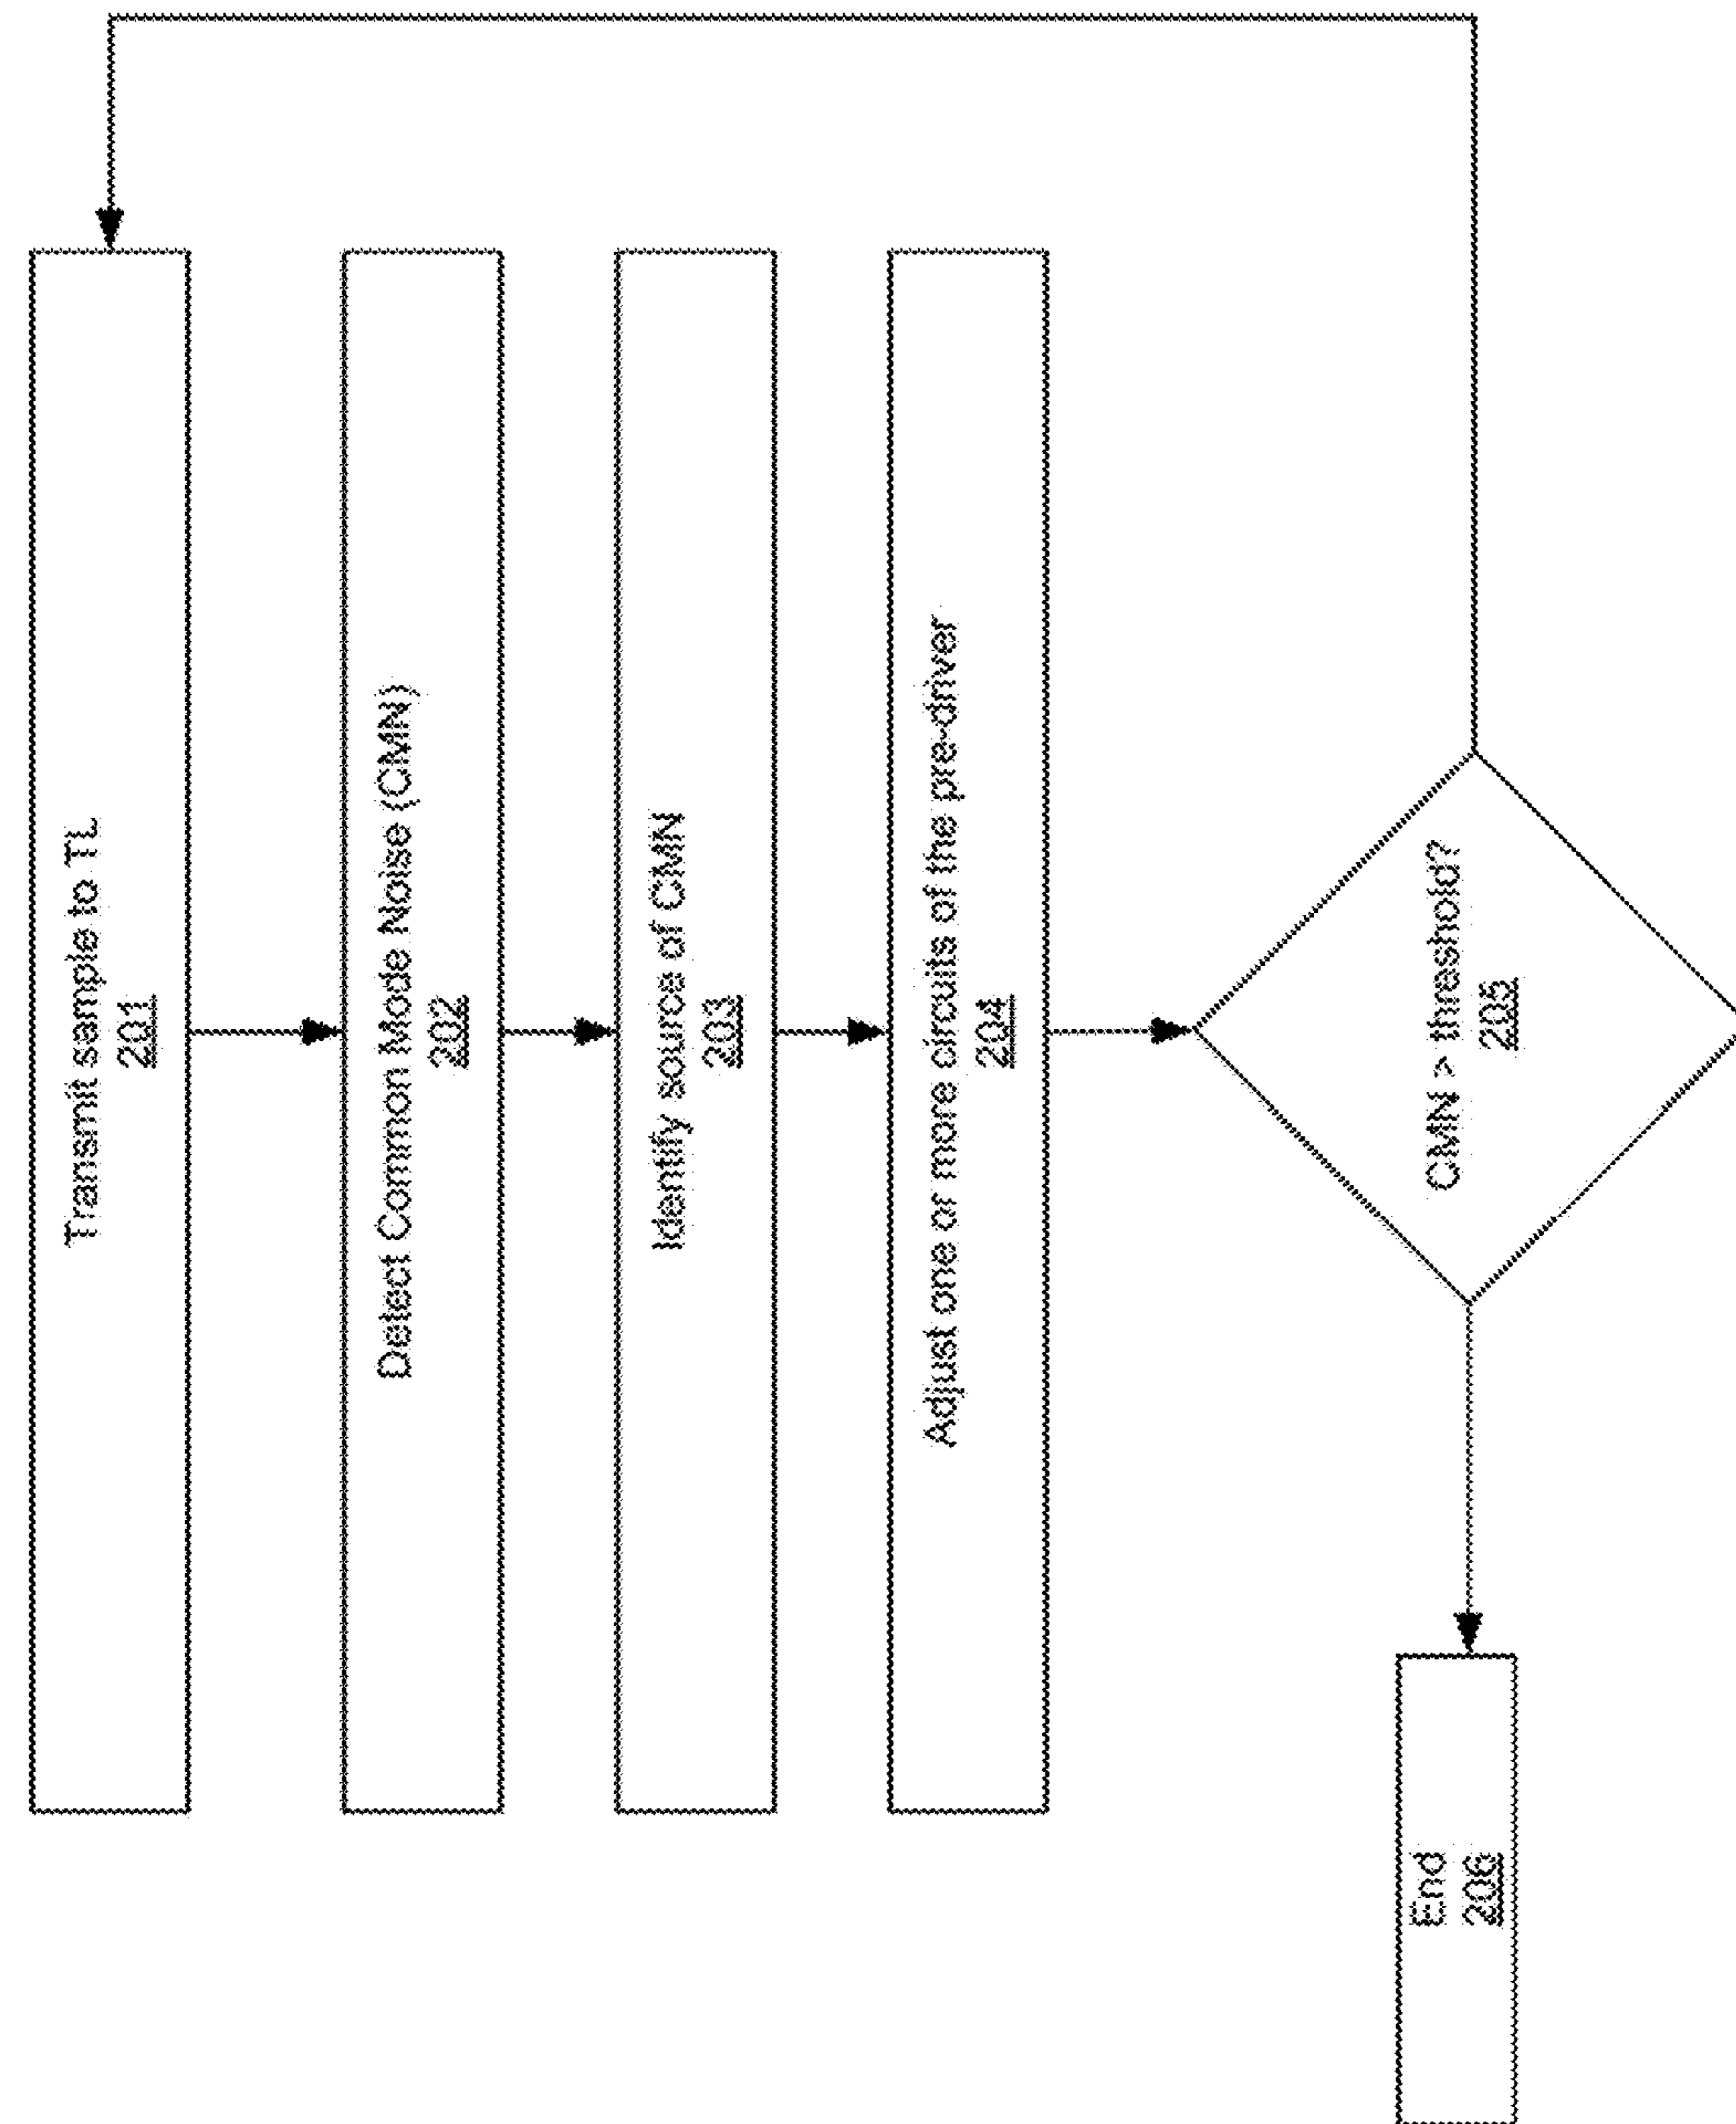 Transmit sample to TL
201
Detect Common Mode Noise (CMN)
202
Identify source of CMN
203
Adjust one or more circuits of the pre-driver
204
CMN > threshold?
205
End
206